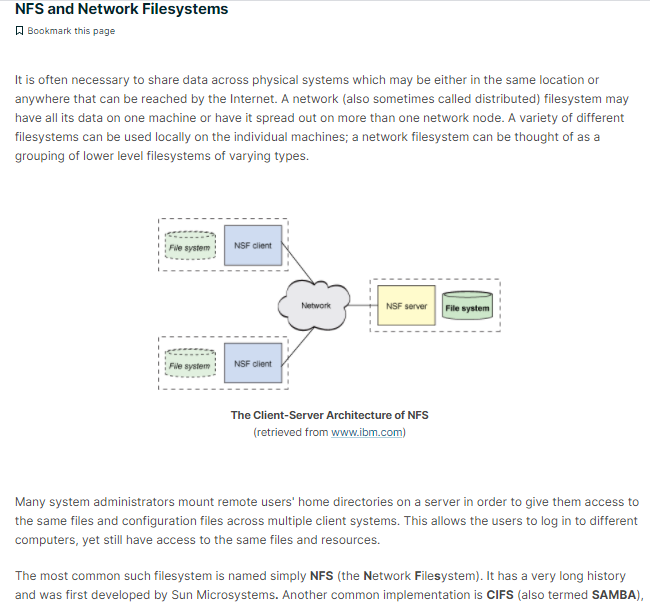 NFS and Network Filesystems
Bookmark this page
It is often necessary to share data across physical systems which may be either in the same location or
anywhere that can be reached by the Internet. A network (also sometimes called distributed) filesystem may
have all its data on one machine or have it spread out on more than one network node. A variety of different
filesystems can be used locally on the individual machines; a network filesystem can be thought of as a
grouping of lower level filesystems of varying types.
File system
NSF client
Network
NSF server
File system
File system
NSF client
The Client-Server Architecture of NFS
(retrieved from www.ibm.com)
Many system administrators mount remote users' home directories on a server in order to give them access to
the same files and configuration files across multiple client systems. This allows the users to log in to different
computers, yet still have access to the same files and resources.
The most common such filesystem is named simply NFS (the Network Filesystem). It has a very long history
and was first developed by Sun Microsystems. Another common implementation is CIFS (also termed SAMBA),